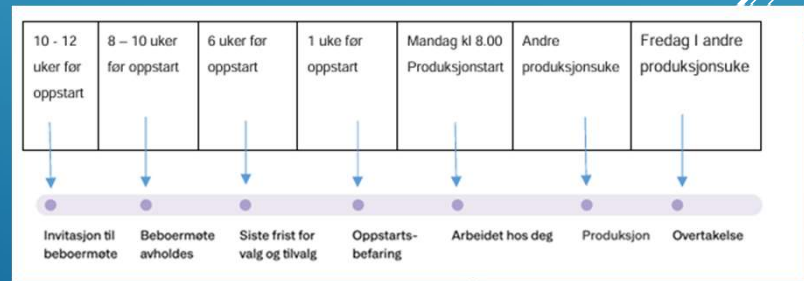 10 - 12
uker før
oppstart
8 – 10 uker
før oppstart
6 uker før
oppstart
1 uke før
oppstart
Mandag kl 8.00
Produksjonstart
Andre
produksjonsuke
Fredag I andre
produksjonsuke
Invitasjon til
beboermøte
Beboermøte
avholdes
Siste frist for
valg og tilvalg
Oppstarts-
befaring
Arbeidet hos deg
Produksjon
Overtakelse